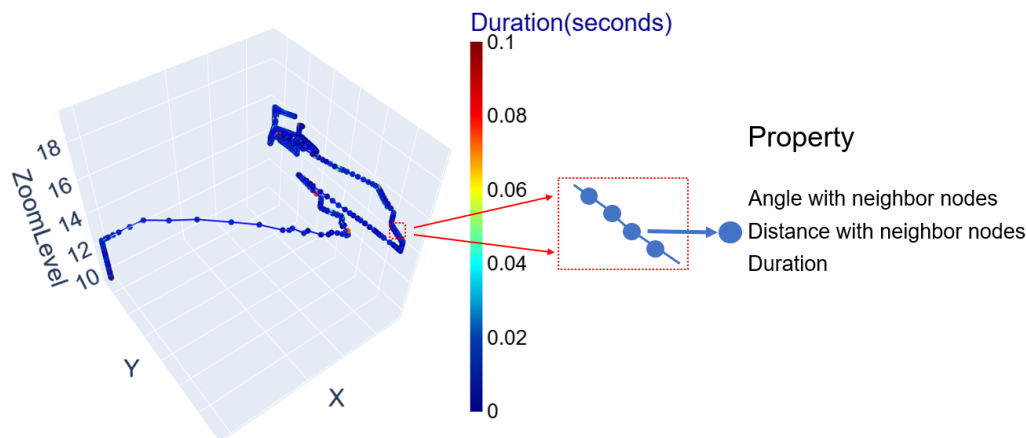 Duration(seconds)
0.1
0.08
0.06
0.04
0.02
0
18
16
14
12
10
ZoomLevel
Y
X
Property
Angle with neighbor nodes
Distance with neighbor nodes
Duration